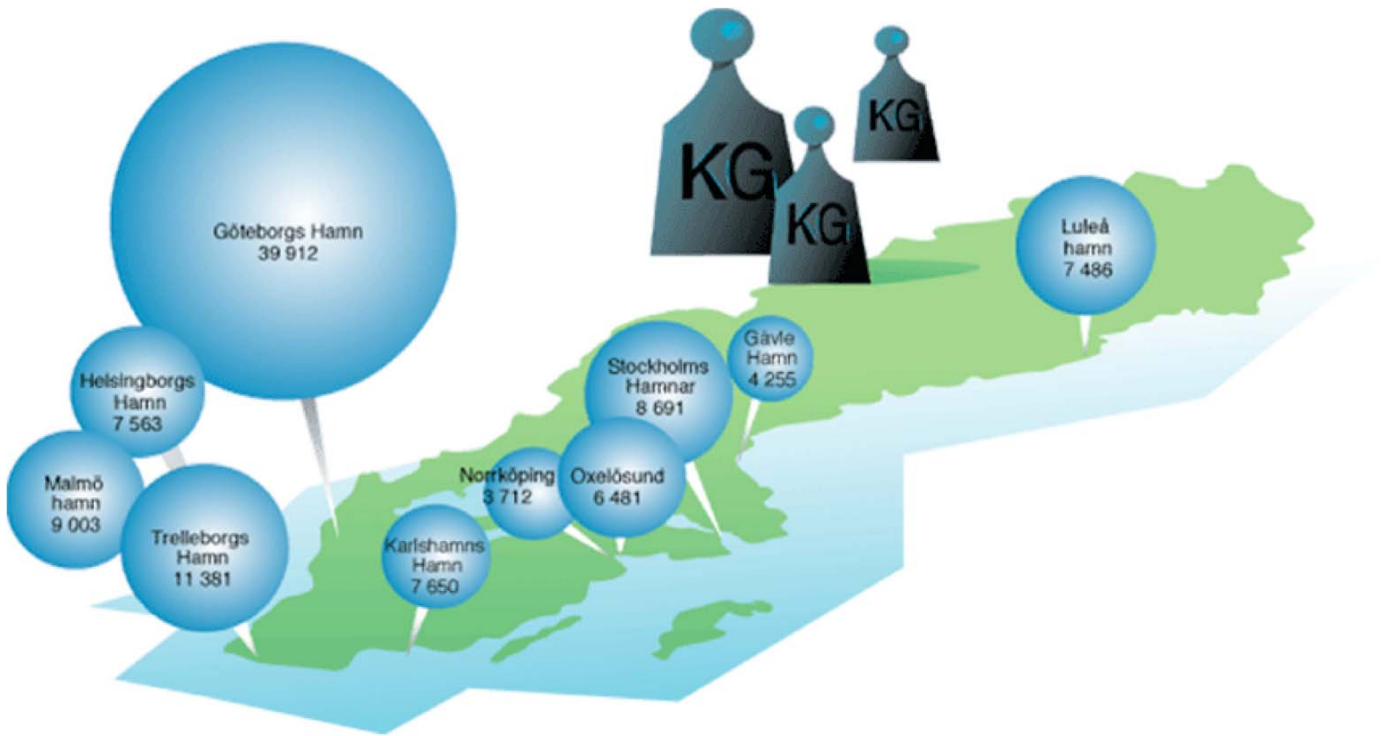 KG
KG
KG
Göteborgs Hamn
39 912
Luleå
hamn
7 486
Helsingborgs
Hamn
7 563
Stockholms
Hamnar
8 691
Gävle
Hamn
4 255
Malmö
hamn
9 003
Norrköping
3 712
Oxelösund
6 481
Trelleborgs
Hamn
11 381
Karlshamns
Hamn
7 650